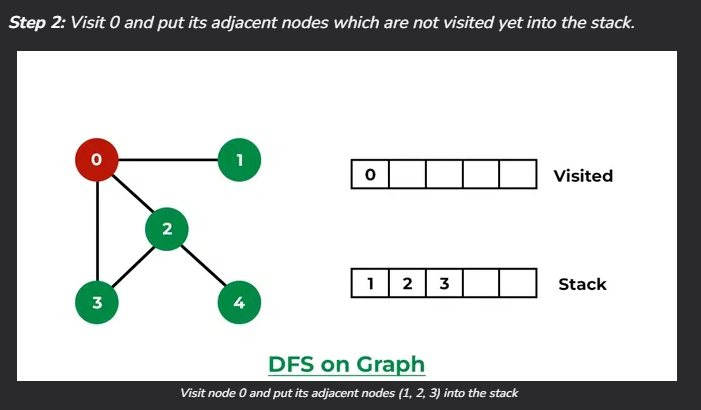 Step 2: Visit 0 and put its adjacent nodes which are not visited yet into the stack.
0
1
0
Visited
2
3
4
1 2 3
Stack
DFS on Graph
Visit node 0 and put its adjacent nodes (1, 2, 3) into the stack